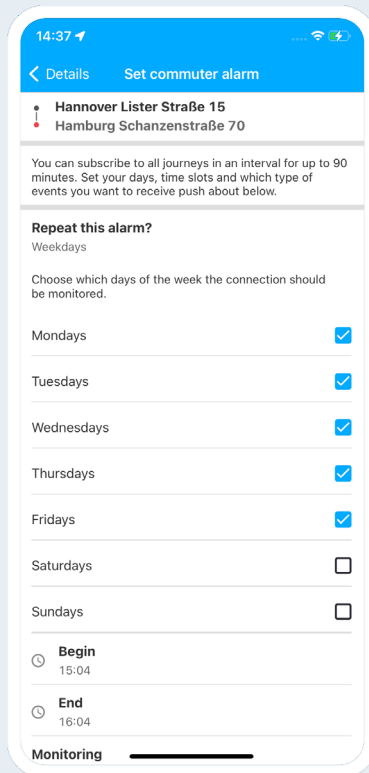 14:37
Details Set commuter alarm
Hannover Lister Straße 15
Hamburg Schanzenstraße 70
You can subscribe to all journeys in an interval for up to 90
minutes. Set your days, time slots and which type of
events you want to receive push about below.
Repeat this alarm?
Weekdays
Choose which days of the week the connection should
be monitored.
Mondays
Tuesdays
Wednesdays
Thursdays
Fridays
Saturdays
Sundays
Begin
15:04
End
16:04
Monitoring